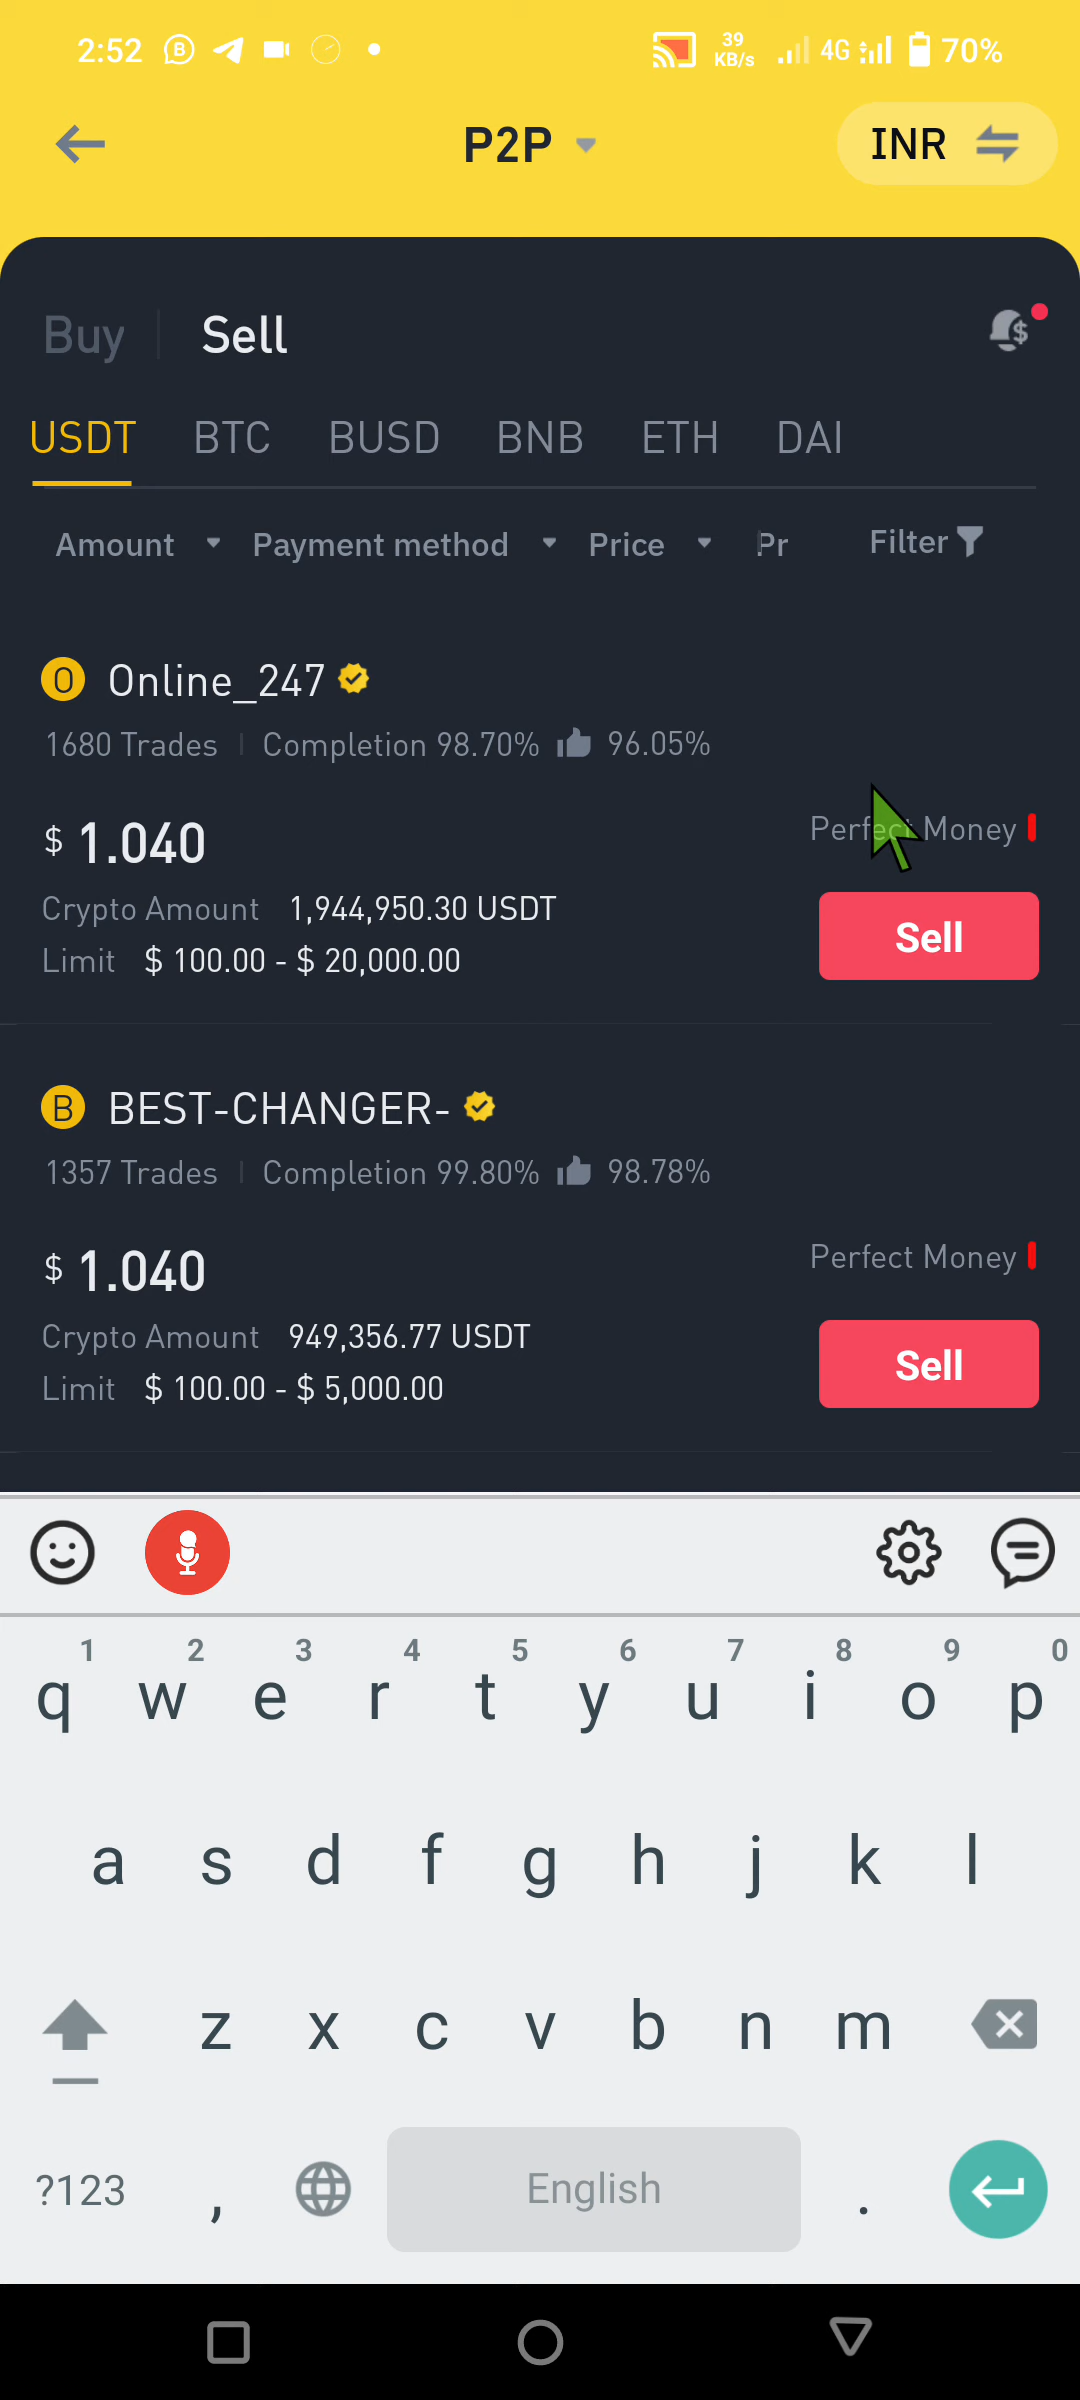 2:52 B 39 KB/s 4G 70%
P2P INR
Buy Sell
USDT BTC BUSD BNB ETH DAI
Amount Payment method Price Pr Filter
O Online_247
1680 Trades Completion 98.70% 96.05%
$ 1.040 Perfect Money
Crypto Amount 1,944,950.30 USDT
Limit $ 100.00 - $ 20,000.00
Sell
B BEST-CHANGER-
1357 Trades Completion 99.80% 98.78%
$ 1.040 Perfect Money
Crypto Amount 949,356.77 USDT
Limit $ 100.00 - $ 5,000.00
Sell
1 2 3 4 5 6 7 8 9 0
q w e r t y u i o p
a s d f g h j k l
z x c v b n m
?123 , English .